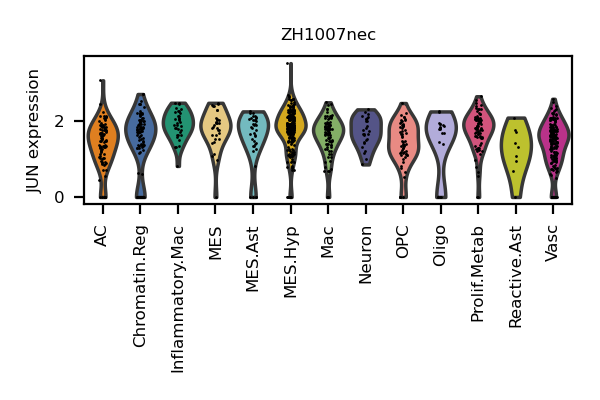 ZH1007nec
JUN expression
2
0
AC
Chromatin.Reg
Inflammatory.Mac
MES
MES.Ast
MES.Hyp
Mac
Neuron
OPC
Oligo
Prolif.Metab
Reactive.Ast
Vasc